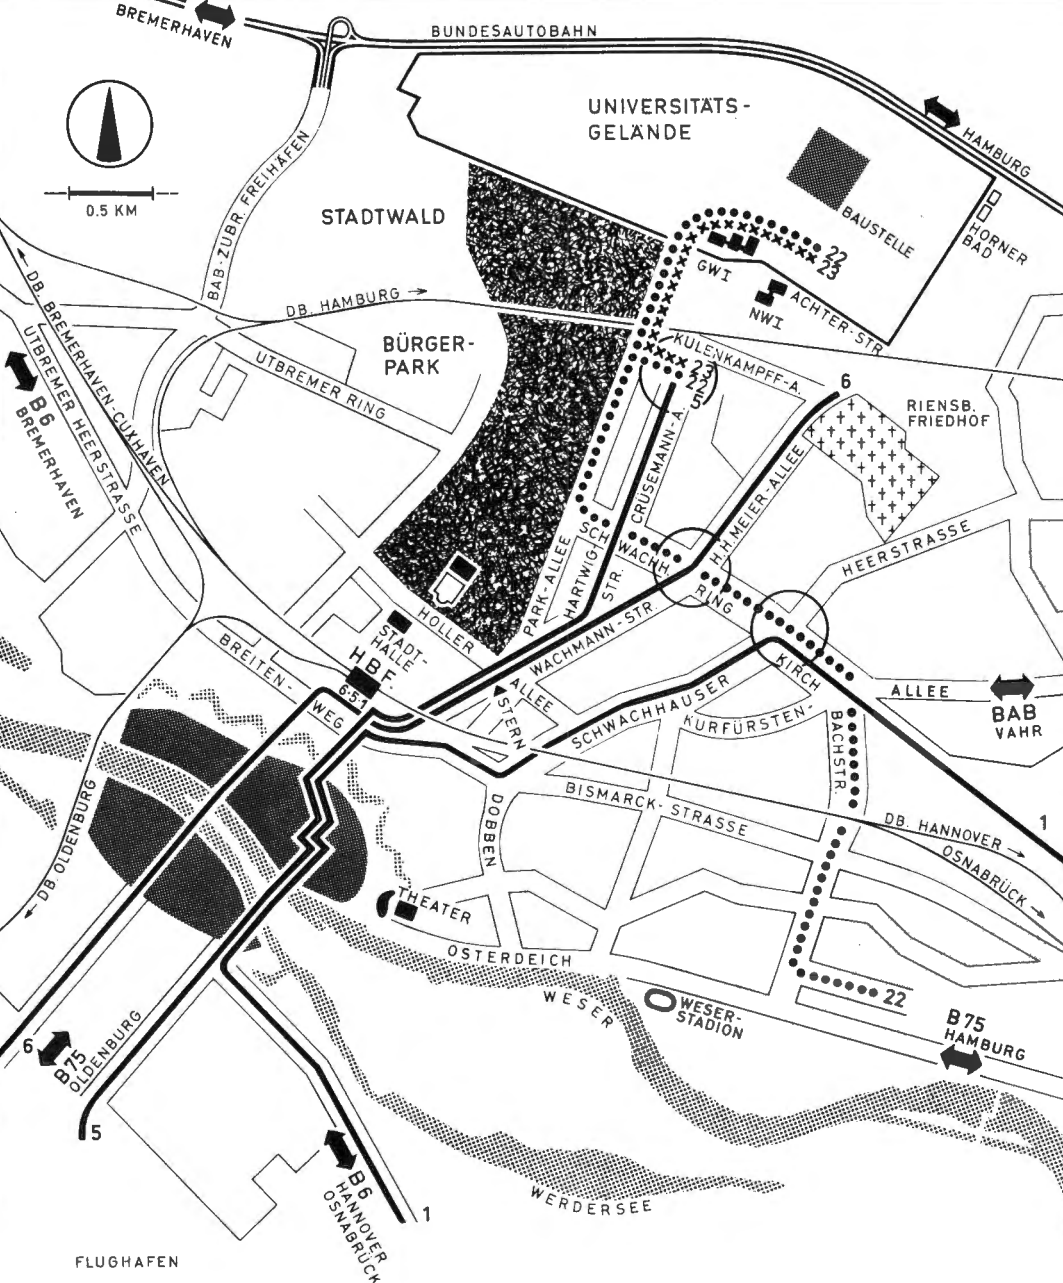 BREMERHAVEN
BUNDESAUTOBAHN
UNIVERSITÄTS-
GELÄNDE
HAMBURG
0.5 KM
BAB-ZUBR. FREIHÄFEN
STADTWALD
BAUSTELLE
HORNER
BAD
22
23
GWI
ACHTER-STR.
NWI
DB. HAMBURG →
DB. BREMERHAVEN-CUXHAVEN
UTBREMER HEERSTRASSE
B6
BREMERHAVEN
BÜRGER-
PARK
UTBREMER RING
KULENKAMPFF-A.
23
22
5
6
RIENSB.
FRIEDHOF
CRÜSEMANN-A.
H.H.MEIER-ALLEE
HEERSTRASSE
SCHWACHH.
RING
PARK-ALLEE
HARTWIG-
STR.
WACHMANN-STR.
HOLLER
ALLEE
STADT-
HALLE
HBF.
6·5·1
BREITEN-
WEG
STERN
SCHWACHHAUSER
KIRCH
BACHSTR.
ALLEE
BAB
VAHR
KURFÜRSTEN-
BISMARCK-STRASSE
DOBBEN
DB. HANNOVER →
OSNABRÜCK →
1
← DB. OLDENBURG
THEATER
OSTERDEICH
WESER
WESER-
STADION
22
B75
HAMBURG
6
B75
OLDENBURG
5
B6
HANNOVER
OSNABRÜCK
1
WERDERSEE
FLUGHAFEN